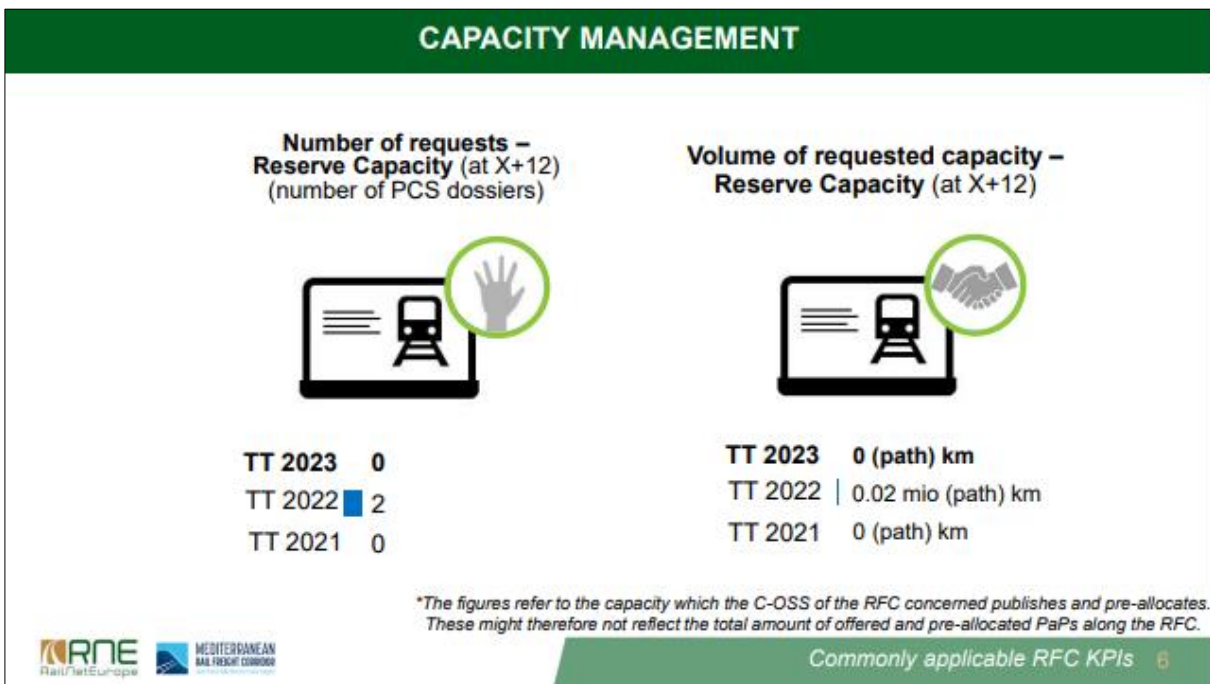 CAPACITY MANAGEMENT
Number of requests –
Reserve Capacity (at X+12)
(number of PCS dossiers)
TT 2023 0
TT 2022 2
TT 2021 0
Volume of requested capacity –
Reserve Capacity (at X+12)
TT 2023 0 (path) km
TT 2022 0.02 mio (path) km
TT 2021 0 (path) km
*The figures refer to the capacity which the C-OSS of the RFC concerned publishes and pre-allocates.
These might therefore not reflect the total amount of offered and pre-allocated PaPs along the RFC.
RNE
RailNetEurope
MEDITERRANEAN
RAIL FREIGHT CORRIDOR
Commonly applicable RFC KPIs 6